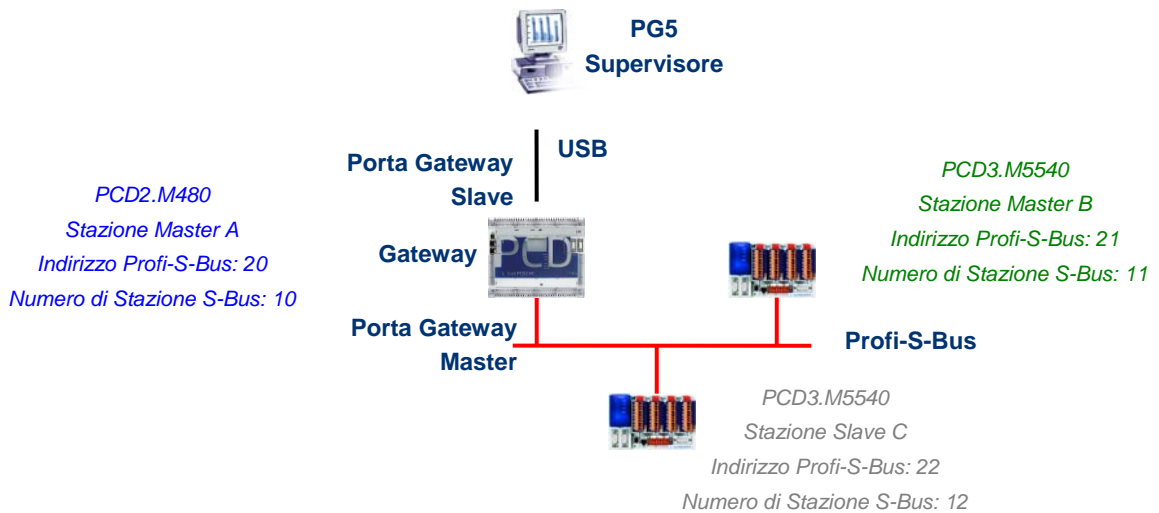 PG5
Supervisore
USB
Porta Gateway
Slave
PCD2.M480
Stazione Master A
Indirizzo Profi-S-Bus: 20
Numero di Stazione S-Bus: 10
Gateway
PCD
PCD3.M5540
Stazione Master B
Indirizzo Profi-S-Bus: 21
Numero di Stazione S-Bus: 11
Porta Gateway
Master
Profi-S-Bus
PCD3.M5540
Stazione Slave C
Indirizzo Profi-S-Bus: 22
Numero di Stazione S-Bus: 12